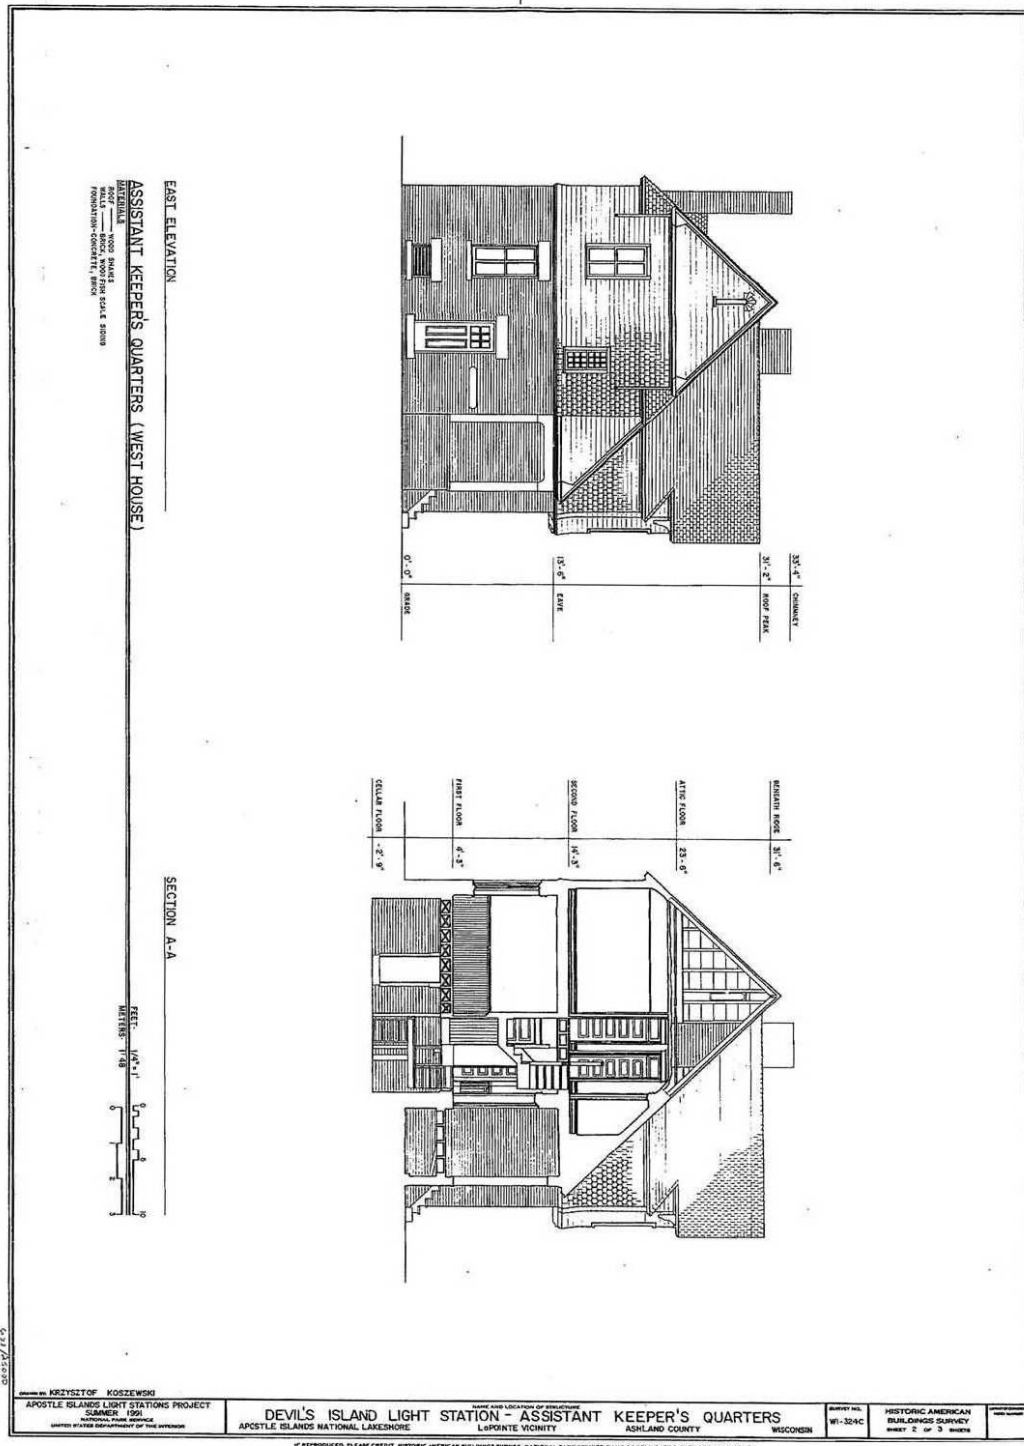 EAST ELEVATION
ASSISTANT KEEPER'S QUARTERS (WEST HOUSE)
MATERIALS
ROOF — WOOD SHAKES
WALLS — BRICK, WOOD FISH SCALE SIDING
FOUNDATION - CONCRETE, BRICK
33'-4" CHIMNEY
31'-2" ROOF PEAK
13'-6" EAVE
0'-0" GRADE
BENEATH RIDGE 31'-6"
ATTIC FLOOR 23'-6"
SECOND FLOOR 14'-3"
FIRST FLOOR 4'-3"
CELLAR FLOOR -2'-9"
SECTION A-A
FEET: 1/4"=1'
METERS: 1:48
0 5 10
0 1 2 3
DRAWN BY: KRZYSZTOF KOSZEWSKI
APOSTLE ISLANDS LIGHT STATIONS PROJECT
SUMMER 1991
NATIONAL PARK SERVICE
UNITED STATES DEPARTMENT OF THE INTERIOR
NAME AND LOCATION OF STRUCTURE
DEVIL'S ISLAND LIGHT STATION - ASSISTANT KEEPER'S QUARTERS
APOSTLE ISLANDS NATIONAL LAKESHORE LaPOINTE VICINITY ASHLAND COUNTY WISCONSIN
SURVEY NO.
WI-324C
HISTORIC AMERICAN
BUILDINGS SURVEY
SHEET 2 OF 3 SHEETS